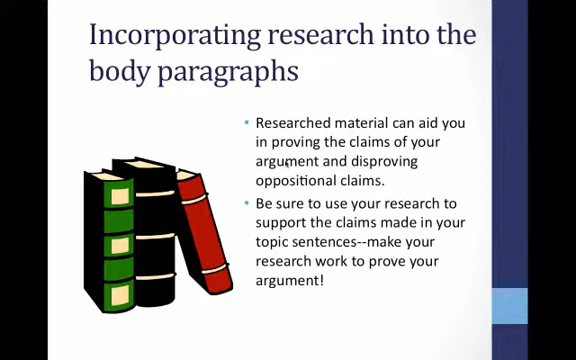 Incorporating research into the
body paragraphs
• Researched material can aid you
in proving the claims of your
argument and disproving
oppositional claims.
• Be sure to use your research to
support the claims made in your
topic sentences--make your
research work to prove your
argument!